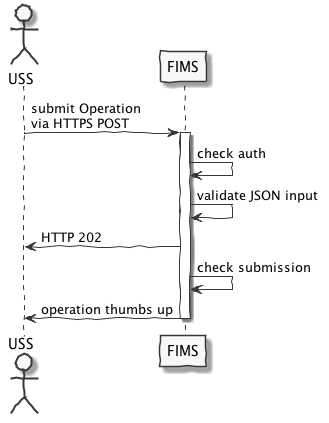 USS
FIMS
submit Operation
via HTTPS POST
check auth
validate JSON input
HTTP 202
check submission
operation thumbs up
USS
FIMS